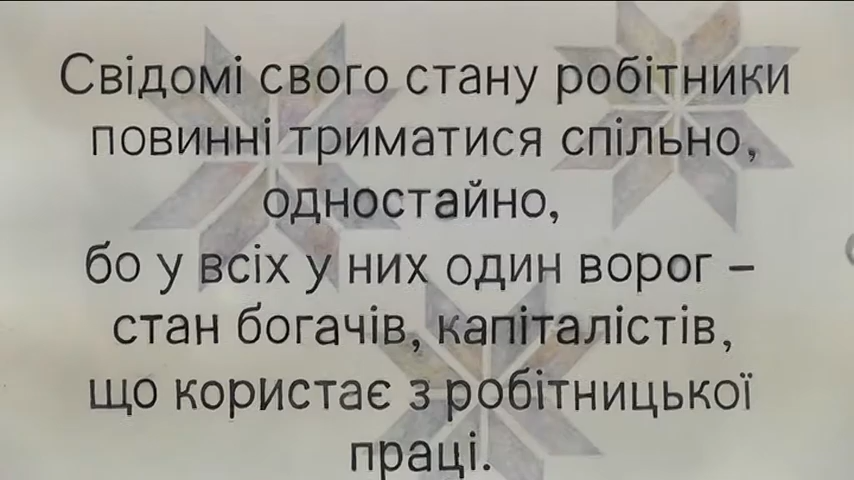 Свідомі свого стану робітники
повинні триматися спільно,
одностайно,
бо у всіх у них один ворог –
стан богачів, капіталістів,
що користає з робітницької
праці.